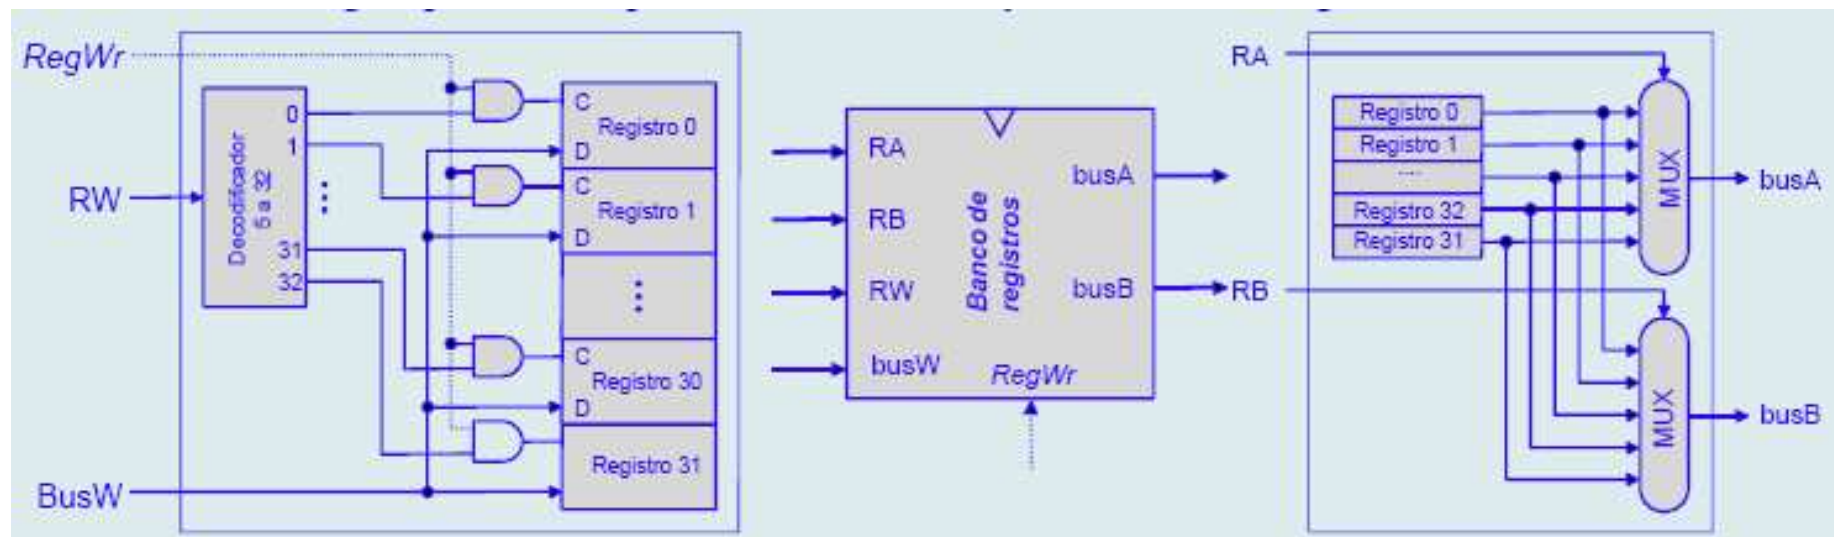 RegWr
Decodificador
5 a 32
0
1
...
31
32
RW
BusW
C
D
Registro 0
C
D
Registro 1
...
C
D
Registro 30
Registro 31
RA
RB
RW
busW
busA
busB
Banco de
registros
RegWr
RA
Registro 0
Registro 1
....
Registro 32
Registro 31
MUX
busA
RB
MUX
busB